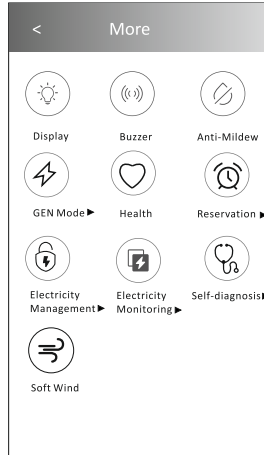 < More
Display Buzzer Anti-Mildew
GEN Mode▶ Health Reservation▶
Electricity Management▶ Electricity Monitoring▶ Self-diagnosis▶
Soft Wind